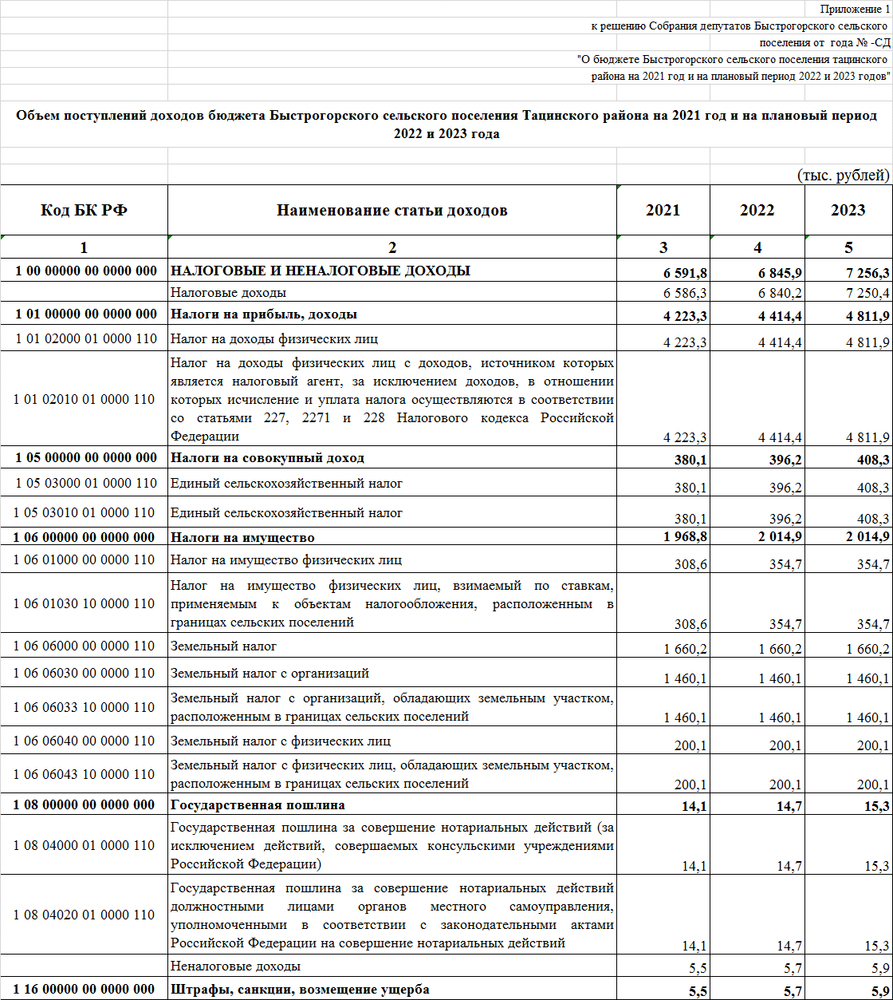 Приложение 1
к решению Собрания депутатов Быстрогорского сельского
поселения от  года № -СД
"О бюджете Быстрогорского сельского поселения тацинского
района на 2021 год и на плановый период 2022 и 2023 годов"
Объем поступлений доходов бюджета Быстрогорского сельского поселения Тацинского района на 2021 год и на плановый период
2022 и 2023 года
(тыс. рублей)
Код БК РФ Наименование статьи доходов 2021 2022 2023
1 2 3 4 5
1 00 00000 00 0000 000 НАЛОГОВЫЕ И НЕНАЛОГОВЫЕ ДОХОДЫ 6 591,8 6 845,9 7 256,3
Налоговые доходы 6 586,3 6 840,2 7 250,4
1 01 00000 00 0000 000 Налоги на прибыль, доходы 4 223,3 4 414,4 4 811,9
1 01 02000 01 0000 110 Налог на доходы физических лиц 4 223,3 4 414,4 4 811,9
1 01 02010 01 0000 110
Налог на доходы физических лиц с доходов, источником которых
является налоговый агент, за исключением доходов, в отношении
которых исчисление и уплата налога осуществляются в соответствии
со статьями 227, 2271 и 228 Налогового кодекса Российской
Федерации 4 223,3 4 414,4 4 811,9
1 05 00000 00 0000 000 Налоги на совокупный доход 380,1 396,2 408,3
1 05 03000 01 0000 110 Единый сельскохозяйственный налог 380,1 396,2 408,3
1 05 03010 01 0000 110 Единый сельскохозяйственный налог 380,1 396,2 408,3
1 06 00000 00 0000 000 Налоги на имущество 1 968,8 2 014,9 2 014,9
1 06 01000 00 0000 110 Налог на имущество физических лиц 308,6 354,7 354,7
1 06 01030 10 0000 110
Налог на имущество физических лиц, взимаемый по ставкам,
применяемым к объектам налогообложения, расположенным в
границах сельских поселений 308,6 354,7 354,7
1 06 06000 00 0000 110 Земельный налог 1 660,2 1 660,2 1 660,2
1 06 06030 00 0000 110 Земельный налог с организаций 1 460,1 1 460,1 1 460,1
1 06 06033 10 0000 110
Земельный налог с организаций, обладающих земельным участком,
расположенным в границах сельских поселений 1 460,1 1 460,1 1 460,1
1 06 06040 00 0000 110 Земельный налог с физических лиц 200,1 200,1 200,1
1 06 06043 10 0000 110
Земельный налог с физических лиц, обладающих земельным участком,
расположенным в границах сельских поселений 200,1 200,1 200,1
1 08 00000 00 0000 000 Государственная пошлина 14,1 14,7 15,3
1 08 04000 01 0000 110
Государственная пошлина за совершение нотариальных действий (за
исключением действий, совершаемых консульскими учреждениями
Российской Федерации) 14,1 14,7 15,3
1 08 04020 01 0000 110
Государственная пошлина за совершение нотариальных действий
должностными лицами органов местного самоуправления,
уполномоченными в соответствии с законодательными актами
Российской Федерации на совершение нотариальных действий 14,1 14,7 15,3
Неналоговые доходы 5,5 5,7 5,9
1 16 00000 00 0000 000 Штрафы, санкции, возмещение ущерба 5,5 5,7 5,9